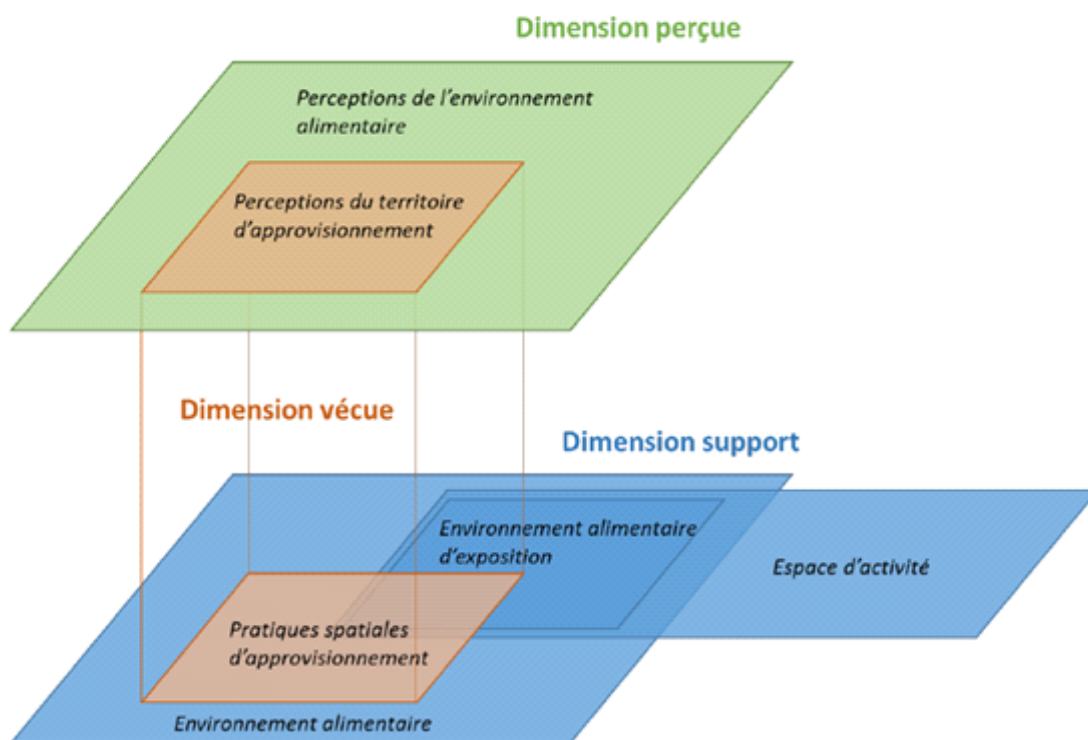 Dimension perçue
Perceptions de l'environnement
alimentaire
Perceptions du territoire
d'approvisionnement
Dimension vécue
Dimension support
Environnement alimentaire
d'exposition
Espace d'activité
Pratiques spatiales
d'approvisionnement
Environnement alimentaire